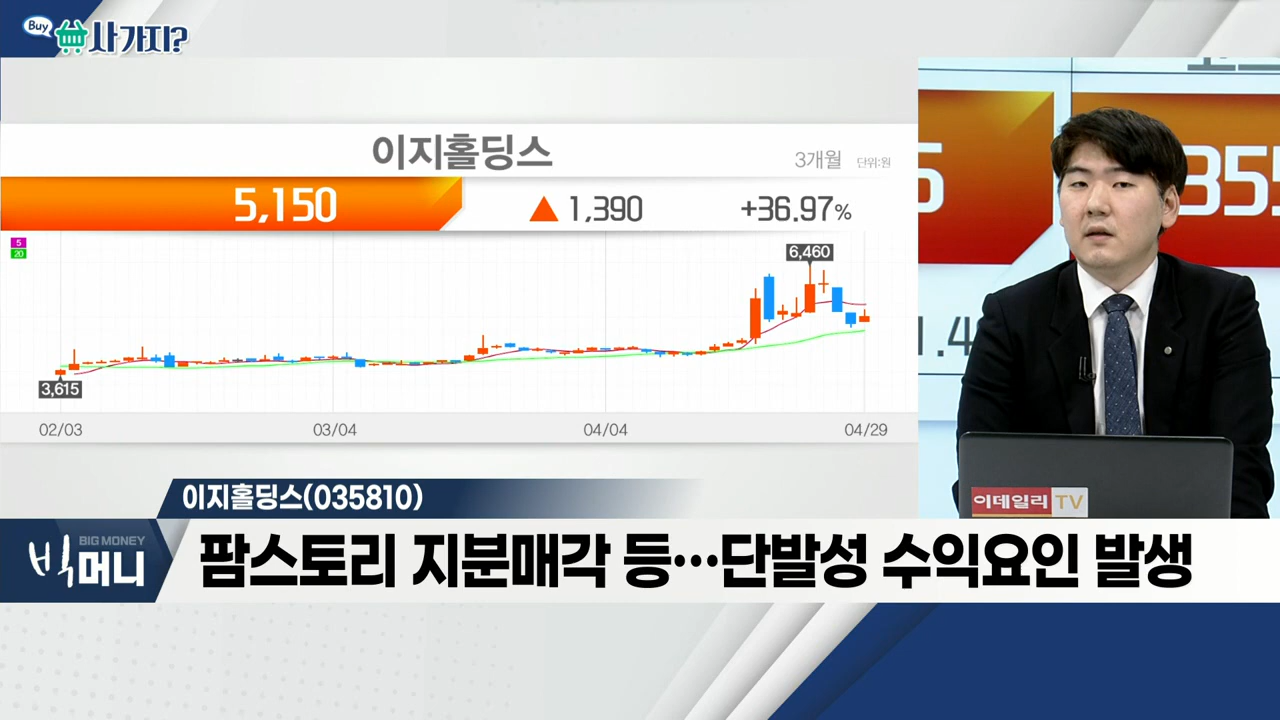 Buy 사가지?
이지홀딩스
3개월 단위:원
5,150 ▲ 1,390 +36.97%
5
20
6,460
3,615
02/03 03/04 04/04 04/29
이데일리 TV
이지홀딩스(035810)
BIG MONEY
빅머니
팜스토리 지분매각 등…단발성 수익요인 발생